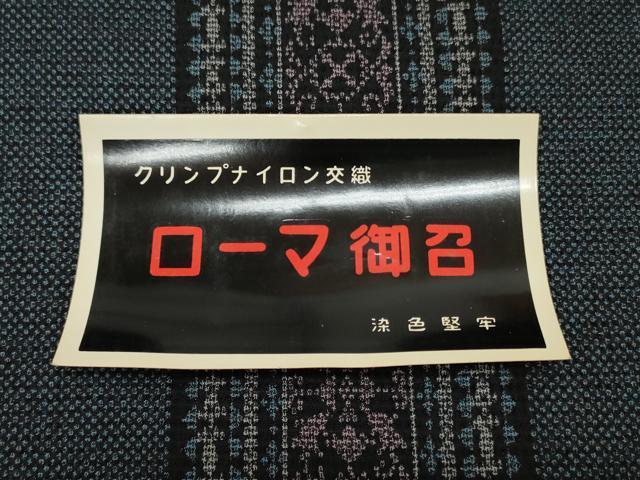 クリンプナイロン交織
ローマ御召
染色堅牢